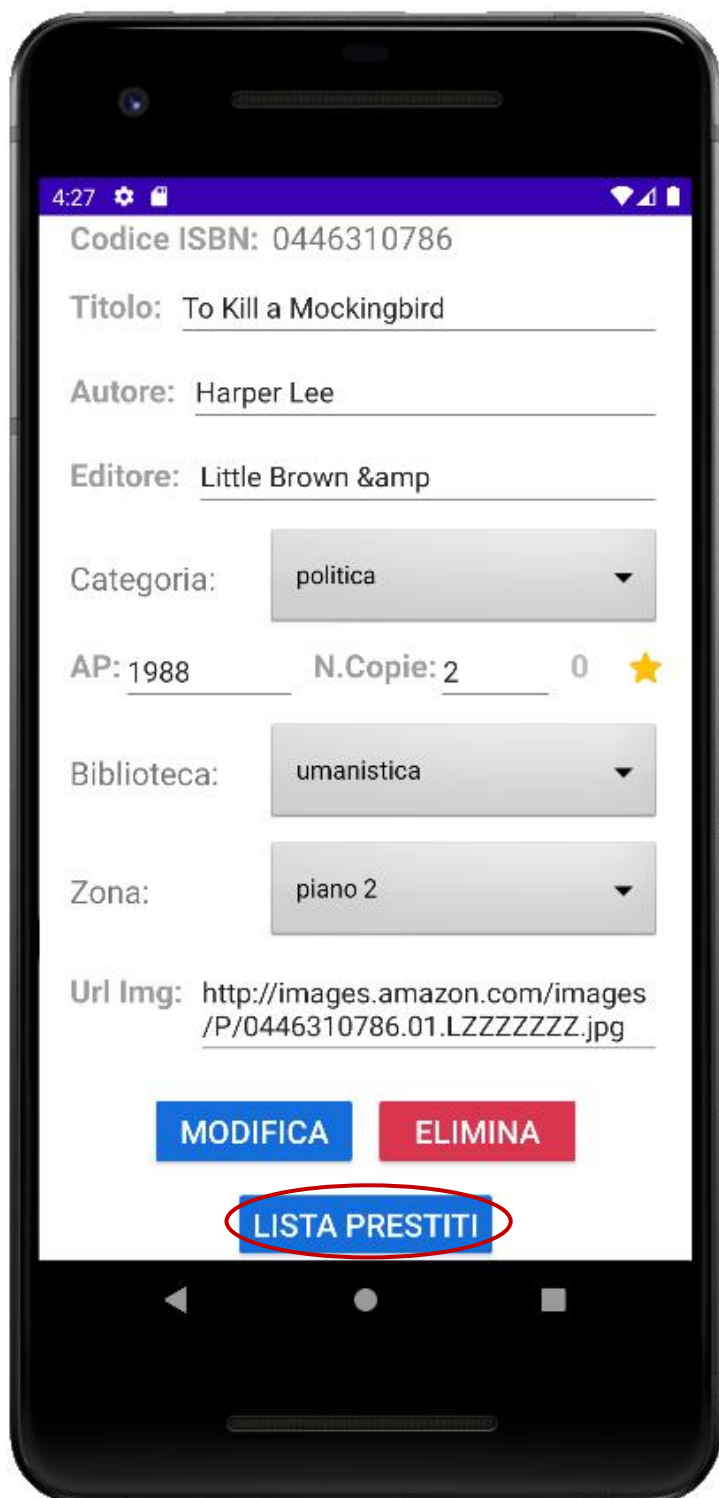 4:27
Codice ISBN: 0446310786
Titolo: To Kill a Mockingbird
Autore: Harper Lee
Editore: Little Brown &amp
Categoria: politica
AP: 1988 N.Copie: 2 0
Biblioteca: umanistica
Zona: piano 2
Url Img: http://images.amazon.com/images
/P/0446310786.01.LZZZZZZZ.jpg
MODIFICA ELIMINA
LISTA PRESTITI